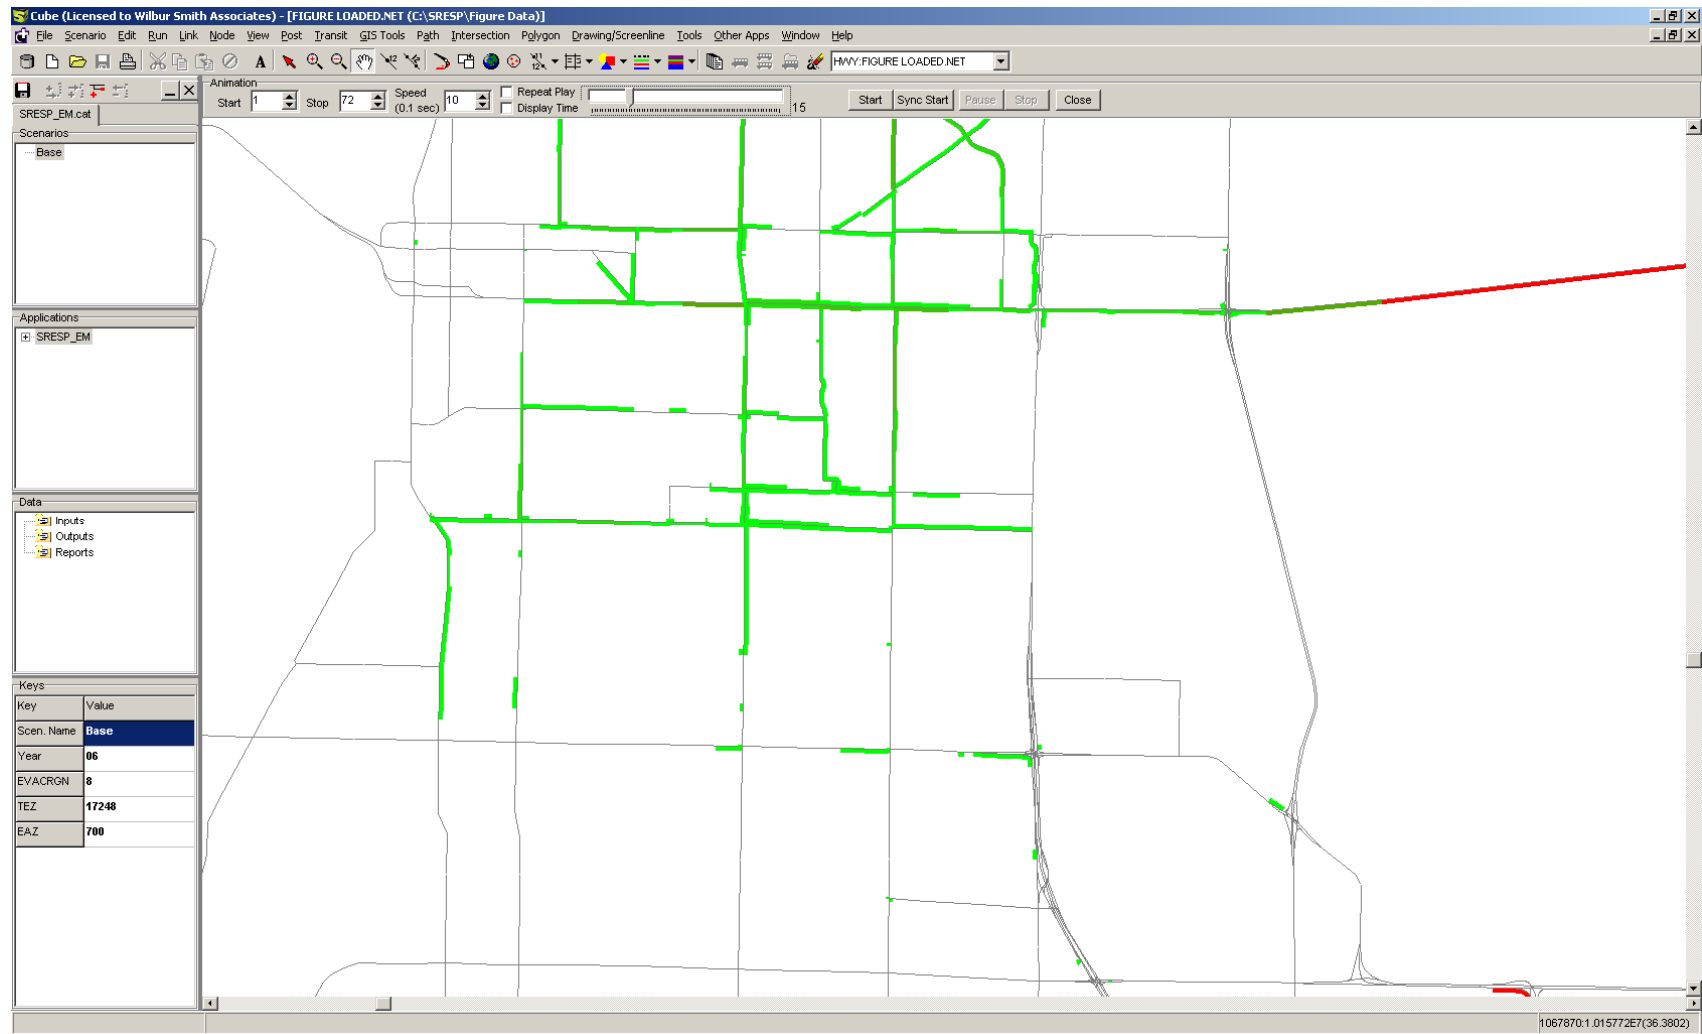 Cube (Licensed to Wilbur Smith Associates) - [FIGURE LOADED.NET (C:\SRESP\Figure Data)]
File Scenario Edit Run Link Node View Post Transit GIS Tools Path Intersection Polygon Drawing/Screenline Tools Other Apps Window Help
A HWY:FIGURE LOADED.NET
Animation
Start 1 Stop 72 Speed (0.1 sec) 10 Repeat Play Display Time 15 Start Sync Start Pause Stop Close
SRESP_EM.cat
Scenarios
Base
Applications
SRESP_EM
Data
Inputs
Outputs
Reports
Keys
Key Value
Scen. Name Base
Year 06
EVACRGN 8
TEZ 17248
EAZ 700
1067870:1.015772E7(36.3802)